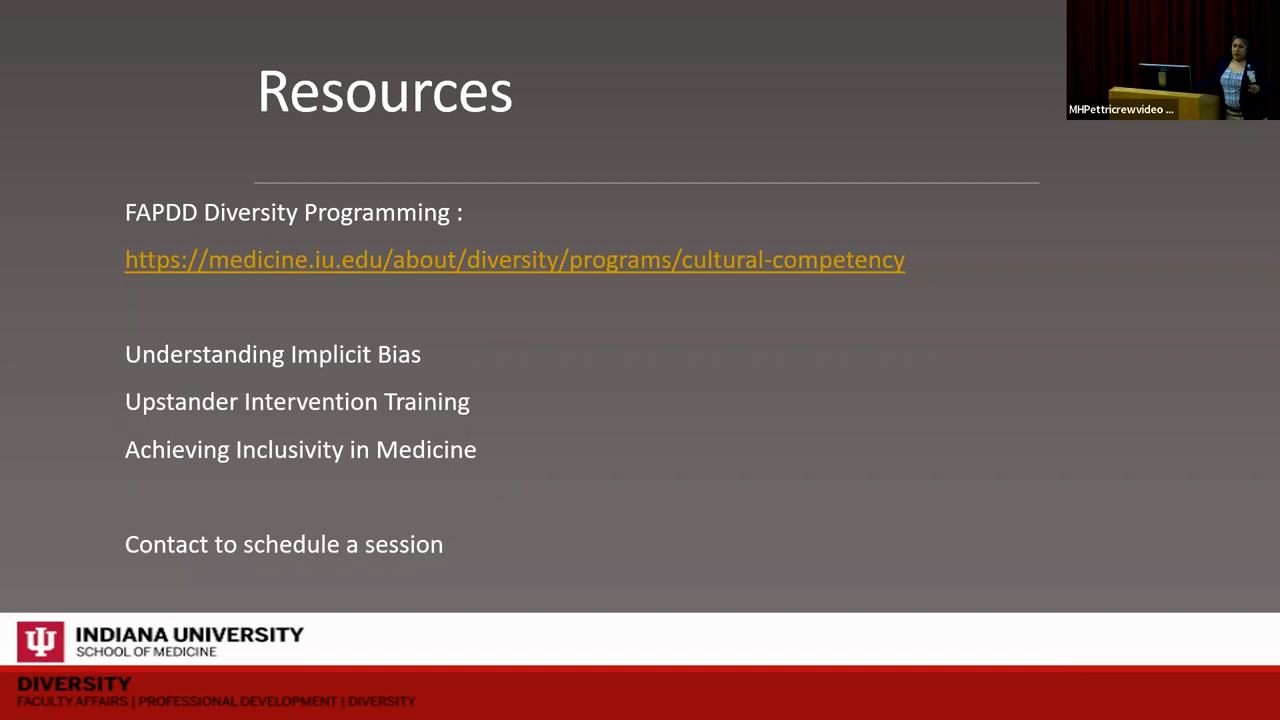 Resources
MHPettricrewvideo ...
FAPDD Diversity Programming :
https://medicine.iu.edu/about/diversity/programs/cultural-competency
Understanding Implicit Bias
Upstander Intervention Training
Achieving Inclusivity in Medicine
Contact to schedule a session
INDIANA UNIVERSITY
SCHOOL OF MEDICINE
DIVERSITY
FACULTY AFFAIRS | PROFESSIONAL DEVELOPMENT | DIVERSITY